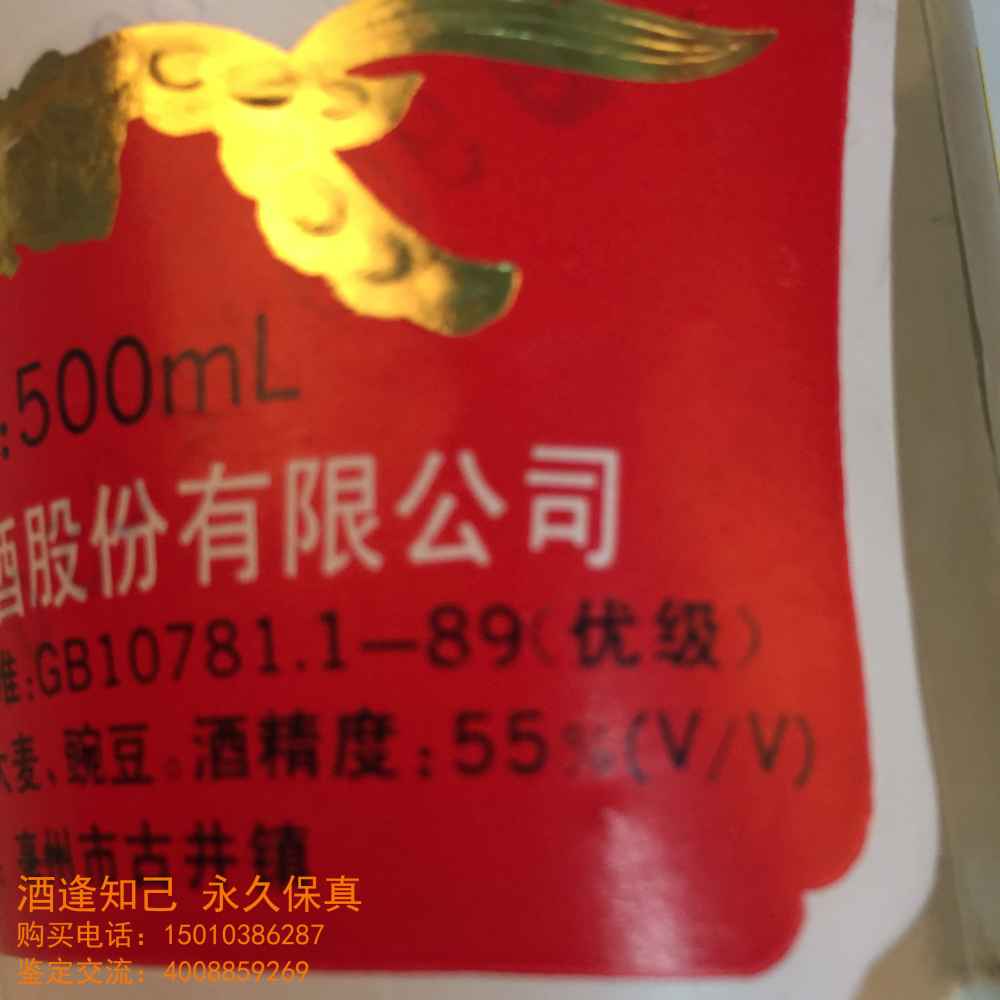 :500mL
酒股份有限公司
准:GB10781.1—89(优级)
大麦、豌豆。酒精度:55%(V/V)
:亳州市古井镇
酒逢知己 永久保真
购买电话：15010386287
鉴定交流：4008859269